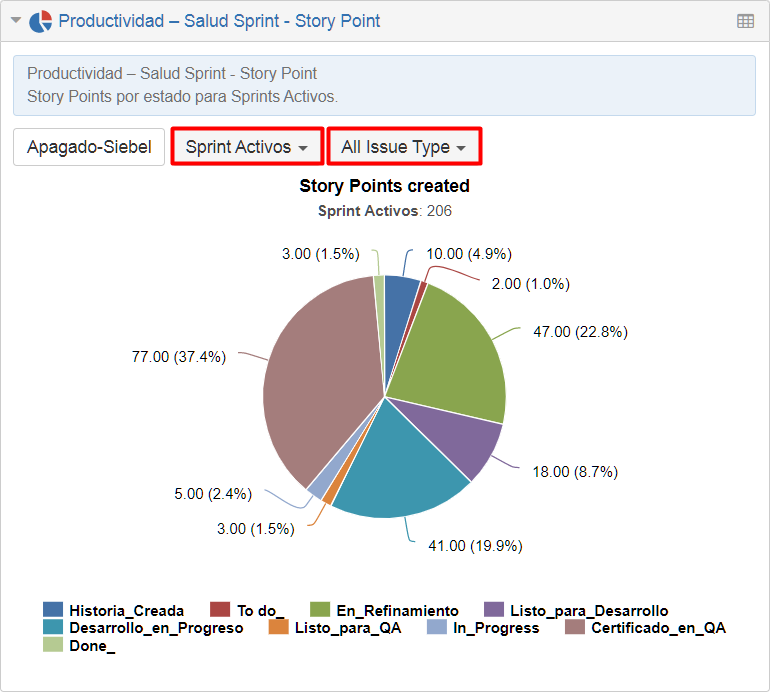 Productividad – Salud Sprint - Story Point
Productividad – Salud Sprint - Story Point
Story Points por estado para Sprints Activos.
Apagado-Siebel Sprint Activos All Issue Type
Story Points created
Sprint Activos: 206
3.00 (1.5%) 10.00 (4.9%)
2.00 (1.0%)
47.00 (22.8%)
77.00 (37.4%)
18.00 (8.7%)
5.00 (2.4%)
3.00 (1.5%)
41.00 (19.9%)
Historia_Creada To do_ En_Refinamiento Listo_para_Desarrollo
Desarrollo_en_Progreso Listo_para_QA In_Progress Certificado_en_QA
Done_